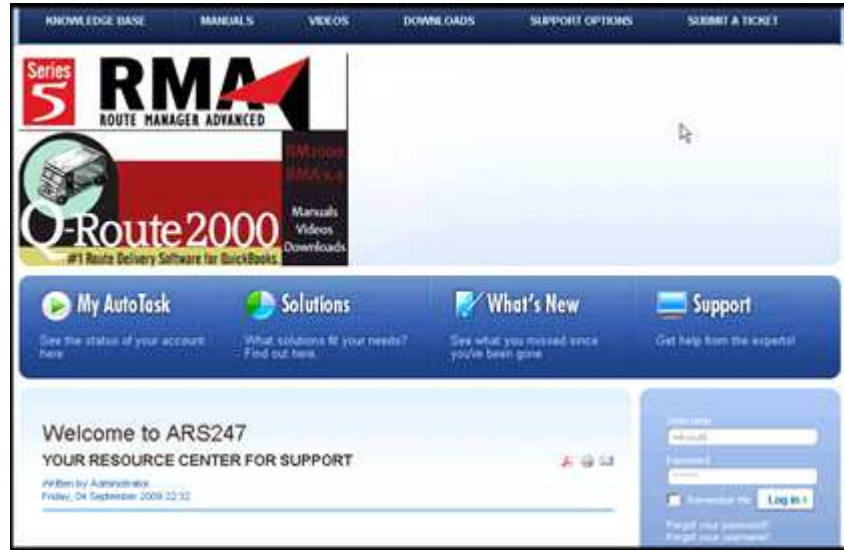 KNOWLEDGE BASE MANUALS VIDEOS DOWNLOADS SUPPORT OPTIONS SUBMIT A TICKET
Series
5
RMA
ROUTE MANAGER ADVANCED
RM2000
RMA v.4
Q-Route2000
#1 Route Delivery Software for QuickBooks
Manuals
Videos
Downloads
My AutoTask
See the status of your account
here
Solutions
What solutions fit your needs?
Find out here
What's New
See what you missed since
you've been gone
Support
Get help from the experts!
Welcome to ARS247
YOUR RESOURCE CENTER FOR SUPPORT
Written by Administrator
Friday, 04 September 2009 22:32
Username
Password
Remember Me Log in
Forgot your password?
Forgot your username?